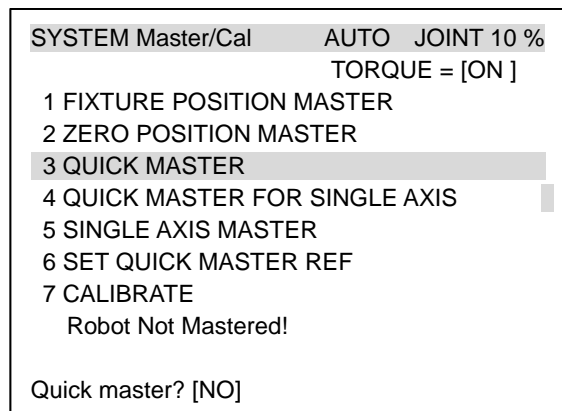 SYSTEM Master/Cal AUTO JOINT 10 %
TORQUE = [ON ]
1 FIXTURE POSITION MASTER
2 ZERO POSITION MASTER
3 QUICK MASTER
4 QUICK MASTER FOR SINGLE AXIS
5 SINGLE AXIS MASTER
6 SET QUICK MASTER REF
7 CALIBRATE
Robot Not Mastered!
Quick master? [NO]